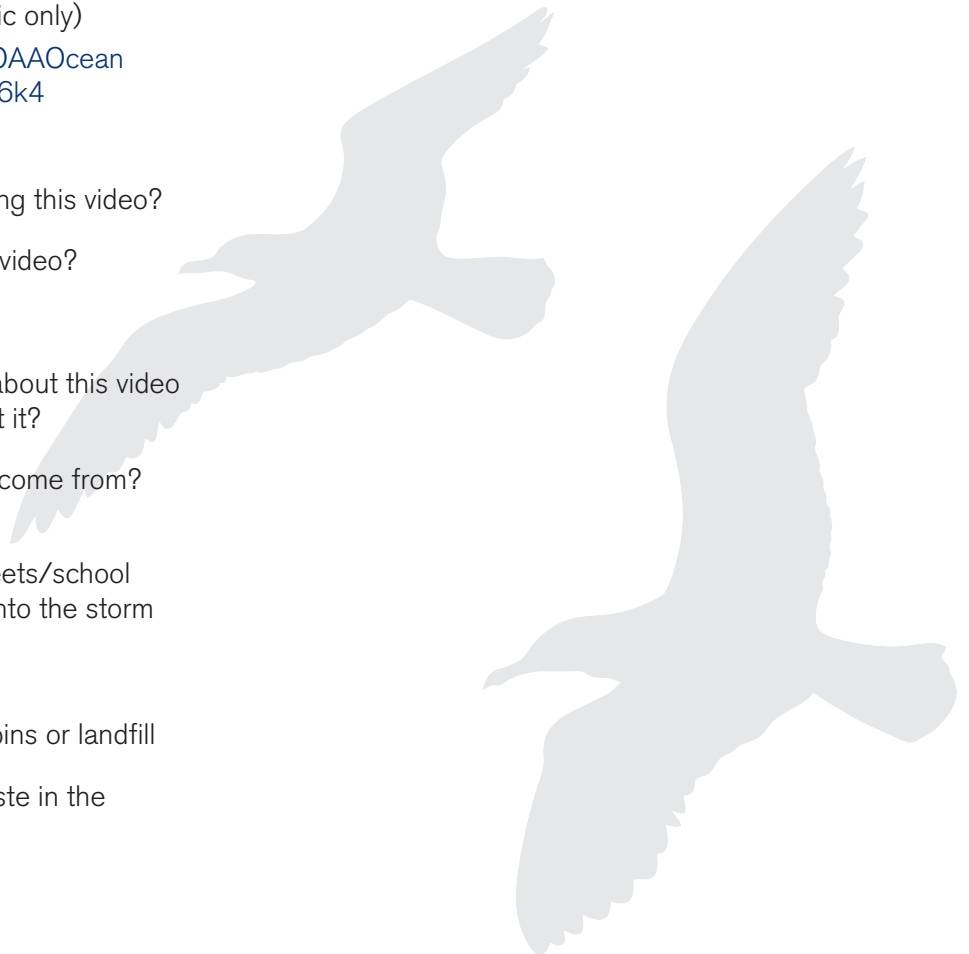 ic only)
OAAOcean
6k4
ng this video?
video?
about this video
t it?
come from?
ets/school
nto the storm
bins or landfill
ste in the